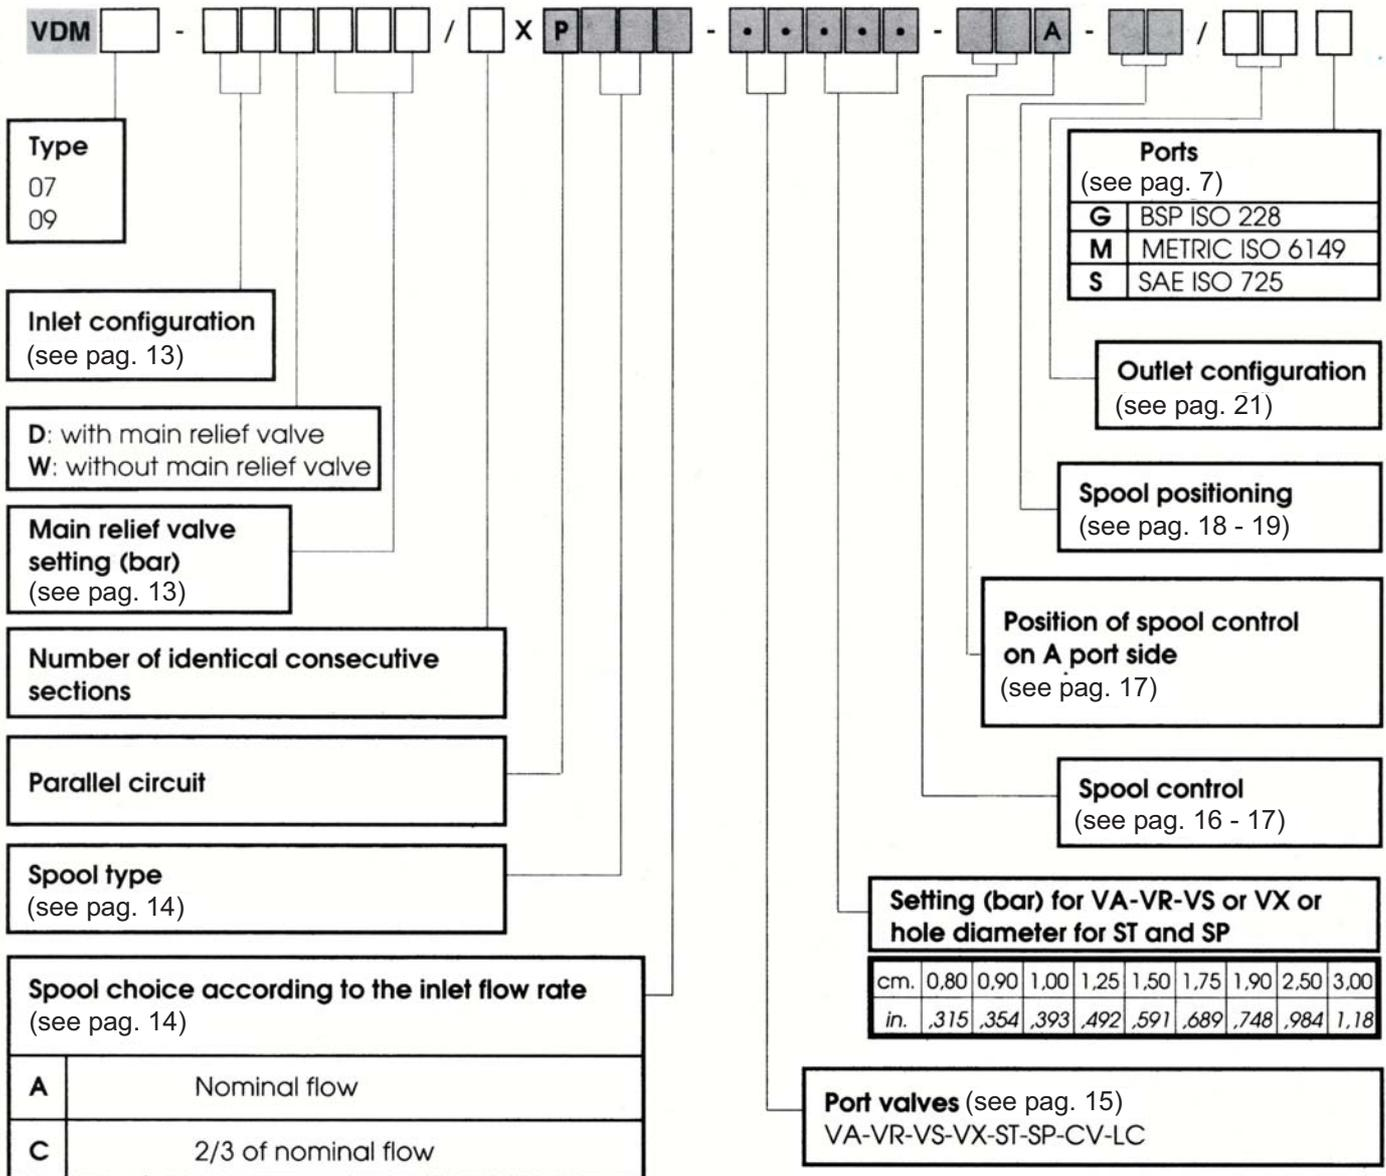 VDM - / X P - • • • • • - A - /
Type
07
09
Inlet configuration
(see pag. 13)
D: with main relief valve
W: without main relief valve
Main relief valve
setting (bar)
(see pag. 13)
Number of identical consecutive
sections
Parallel circuit
Spool type
(see pag. 14)
Spool choice according to the inlet flow rate
(see pag. 14)
A Nominal flow
C 2/3 of nominal flow
Ports
(see pag. 7)
G BSP ISO 228
M METRIC ISO 6149
S SAE ISO 725
Outlet configuration
(see pag. 21)
Spool positioning
(see pag. 18 - 19)
Position of spool control
on A port side
(see pag. 17)
Spool control
(see pag. 16 - 17)
Setting (bar) for VA-VR-VS or VX or
hole diameter for ST and SP
cm. 0,80 0,90 1,00 1,25 1,50 1,75 1,90 2,50 3,00
in. ,315 ,354 ,393 ,492 ,591 ,689 ,748 ,984 1,18
Port valves (see pag. 15)
VA-VR-VS-VX-ST-SP-CV-LC